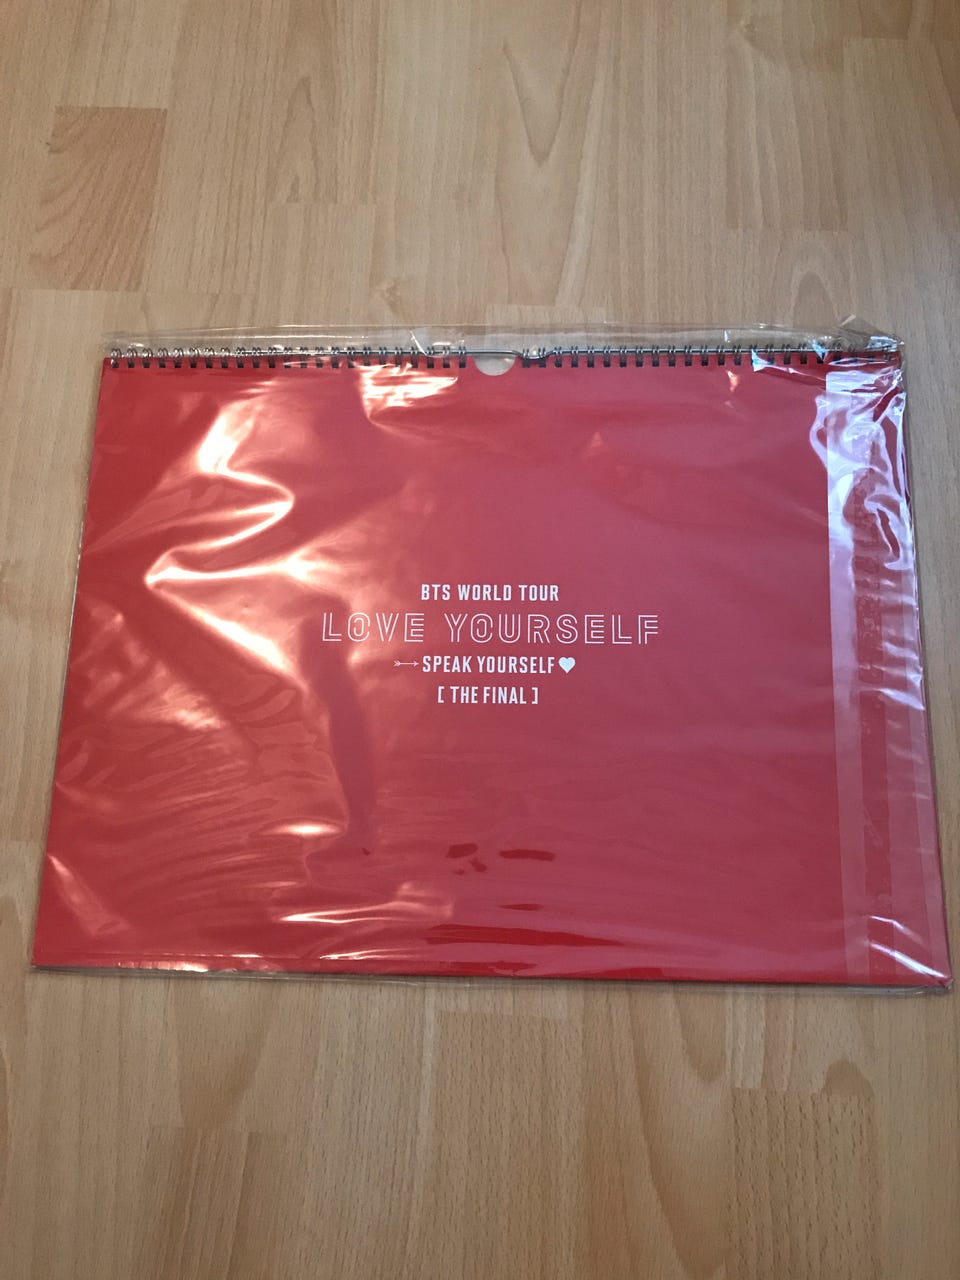 BTS WORLD TOUR
LOVE YOURSELF
SPEAK YOURSELF
[ THE FINAL ]